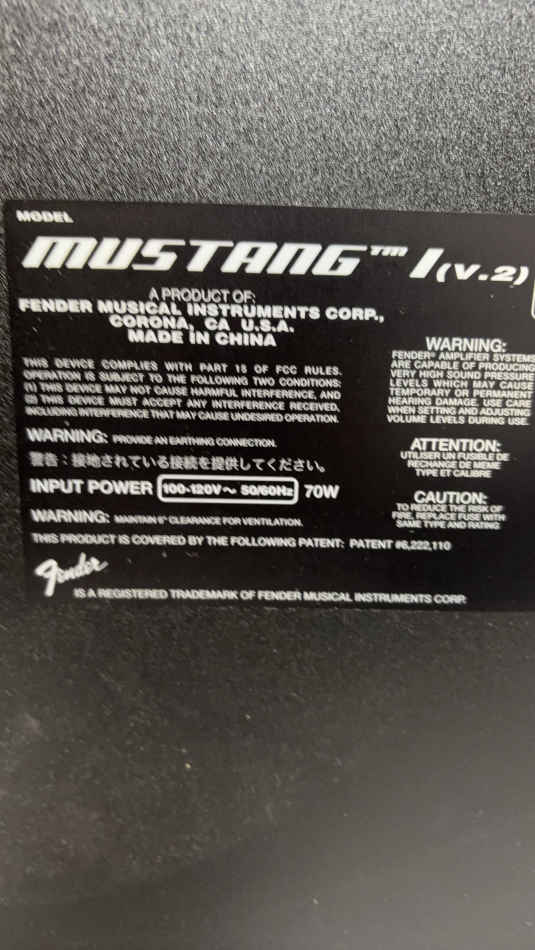 MODEL
MUSTANG™ I (V.2)
A PRODUCT OF:
FENDER MUSICAL INSTRUMENTS CORP.,
CORONA, CA U.S.A.
MADE IN CHINA
THIS DEVICE COMPLIES WITH PART 15 OF FCC RULES.
OPERATION IS SUBJECT TO THE FOLLOWING TWO CONDITIONS:
(1) THIS DEVICE MAY NOT CAUSE HARMFUL INTERFERENCE, AND
(2) THIS DEVICE MUST ACCEPT ANY INTERFERENCE RECEIVED,
INCLUDING INTERFERENCE THAT MAY CAUSE UNDESIRED OPERATION.
WARNING: PROVIDE AN EARTHING CONNECTION.
警告：接地されている接続を提供してください。
INPUT POWER 100-120V～ 50/60Hz 70W
WARNING: MAINTAIN 6" CLEARANCE FOR VENTILATION.
THIS PRODUCT IS COVERED BY THE FOLLOWING PATENT: PATENT #6,222,110
Fender
IS A REGISTERED TRADEMARK OF FENDER MUSICAL INSTRUMENTS CORP.
WARNING:
FENDER® AMPLIFIER SYSTEMS
ARE CAPABLE OF PRODUCING
VERY HIGH SOUND PRESSURE
LEVELS WHICH MAY CAUSE
TEMPORARY OR PERMANENT
HEARING DAMAGE. USE CARE
WHEN SETTING AND ADJUSTING
VOLUME LEVELS DURING USE.
ATTENTION:
UTILISER UN FUSIBLE DE
RECHANGE DE MEME
TYPE ET CALIBRE
CAUTION:
TO REDUCE THE RISK OF
FIRE, REPLACE FUSE WITH
SAME TYPE AND RATING